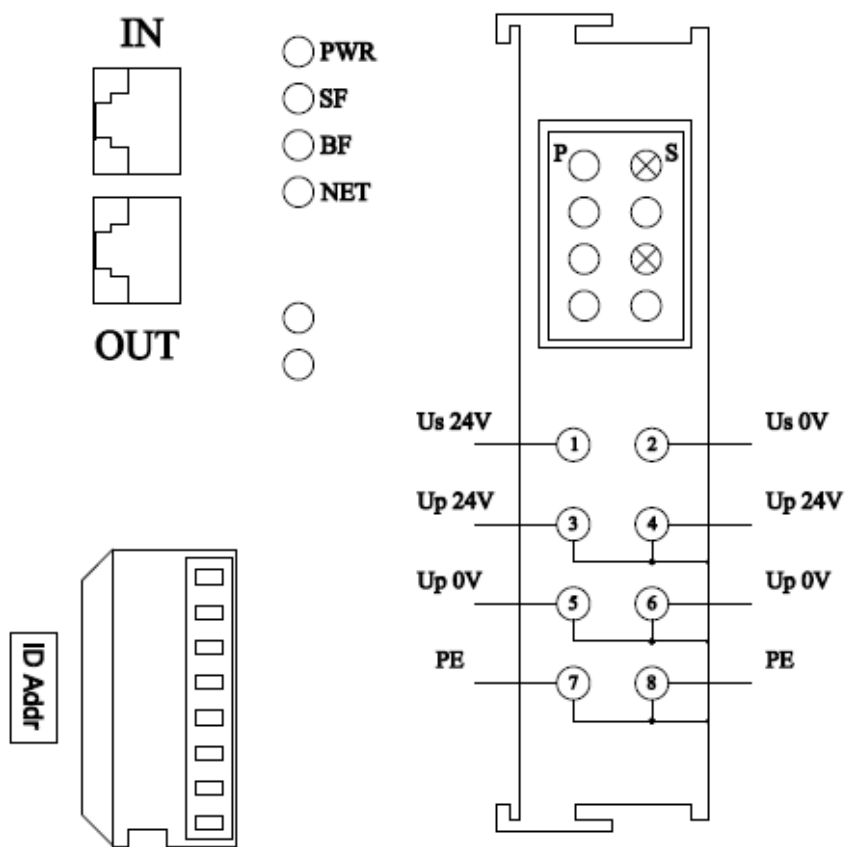 IN
PWR
SF
BF
NET
OUT
P S
Us 24V 1 2 Us 0V
Up 24V 3 4 Up 24V
Up 0V 5 6 Up 0V
PE 7 8 PE
ID Addr